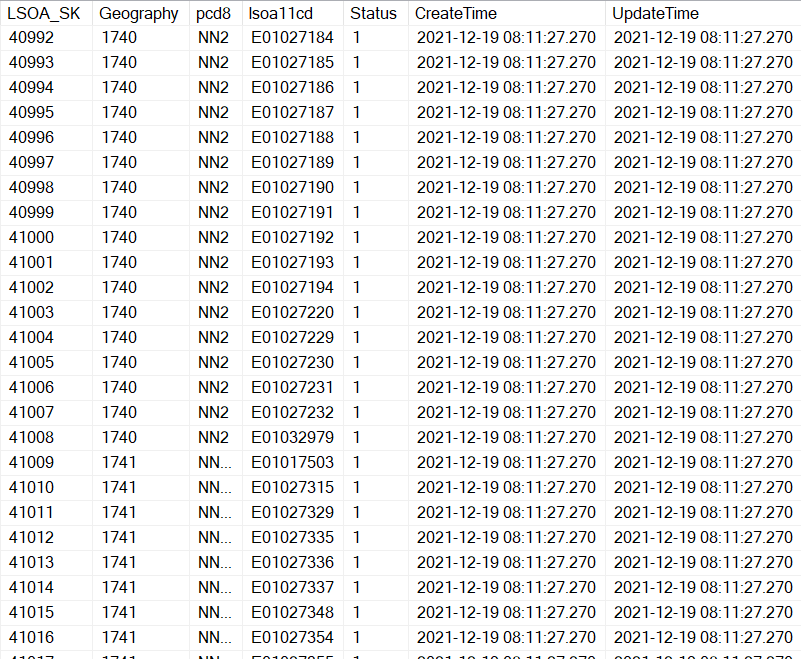 LSOA_SK Geography pcd8 lsoa11cd Status CreateTime UpdateTime
40992 1740 NN2 E01027184 1 2021-12-19 08:11:27.270 2021-12-19 08:11:27.270
40993 1740 NN2 E01027185 1 2021-12-19 08:11:27.270 2021-12-19 08:11:27.270
40994 1740 NN2 E01027186 1 2021-12-19 08:11:27.270 2021-12-19 08:11:27.270
40995 1740 NN2 E01027187 1 2021-12-19 08:11:27.270 2021-12-19 08:11:27.270
40996 1740 NN2 E01027188 1 2021-12-19 08:11:27.270 2021-12-19 08:11:27.270
40997 1740 NN2 E01027189 1 2021-12-19 08:11:27.270 2021-12-19 08:11:27.270
40998 1740 NN2 E01027190 1 2021-12-19 08:11:27.270 2021-12-19 08:11:27.270
40999 1740 NN2 E01027191 1 2021-12-19 08:11:27.270 2021-12-19 08:11:27.270
41000 1740 NN2 E01027192 1 2021-12-19 08:11:27.270 2021-12-19 08:11:27.270
41001 1740 NN2 E01027193 1 2021-12-19 08:11:27.270 2021-12-19 08:11:27.270
41002 1740 NN2 E01027194 1 2021-12-19 08:11:27.270 2021-12-19 08:11:27.270
41003 1740 NN2 E01027220 1 2021-12-19 08:11:27.270 2021-12-19 08:11:27.270
41004 1740 NN2 E01027229 1 2021-12-19 08:11:27.270 2021-12-19 08:11:27.270
41005 1740 NN2 E01027230 1 2021-12-19 08:11:27.270 2021-12-19 08:11:27.270
41006 1740 NN2 E01027231 1 2021-12-19 08:11:27.270 2021-12-19 08:11:27.270
41007 1740 NN2 E01027232 1 2021-12-19 08:11:27.270 2021-12-19 08:11:27.270
41008 1740 NN2 E01032979 1 2021-12-19 08:11:27.270 2021-12-19 08:11:27.270
41009 1741 NN... E01017503 1 2021-12-19 08:11:27.270 2021-12-19 08:11:27.270
41010 1741 NN... E01027315 1 2021-12-19 08:11:27.270 2021-12-19 08:11:27.270
41011 1741 NN... E01027329 1 2021-12-19 08:11:27.270 2021-12-19 08:11:27.270
41012 1741 NN... E01027335 1 2021-12-19 08:11:27.270 2021-12-19 08:11:27.270
41013 1741 NN... E01027336 1 2021-12-19 08:11:27.270 2021-12-19 08:11:27.270
41014 1741 NN... E01027337 1 2021-12-19 08:11:27.270 2021-12-19 08:11:27.270
41015 1741 NN... E01027348 1 2021-12-19 08:11:27.270 2021-12-19 08:11:27.270
41016 1741 NN... E01027354 1 2021-12-19 08:11:27.270 2021-12-19 08:11:27.270